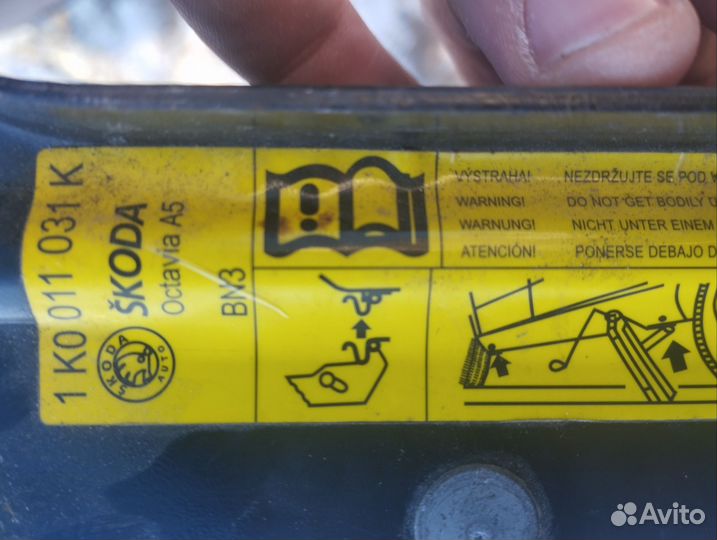 1K0 011 031 K
ŠKODA
Octavia A5
BN3
ŠKODA
AUTO
VÝSTRAHA! NEZDRŽUJTE SE POD
WARNING! DO NOT GET BODILY U
WARNUNG! NICHT UNTER EINEM
ATENCIÓN! PONERSE DEBAJO D
Avito